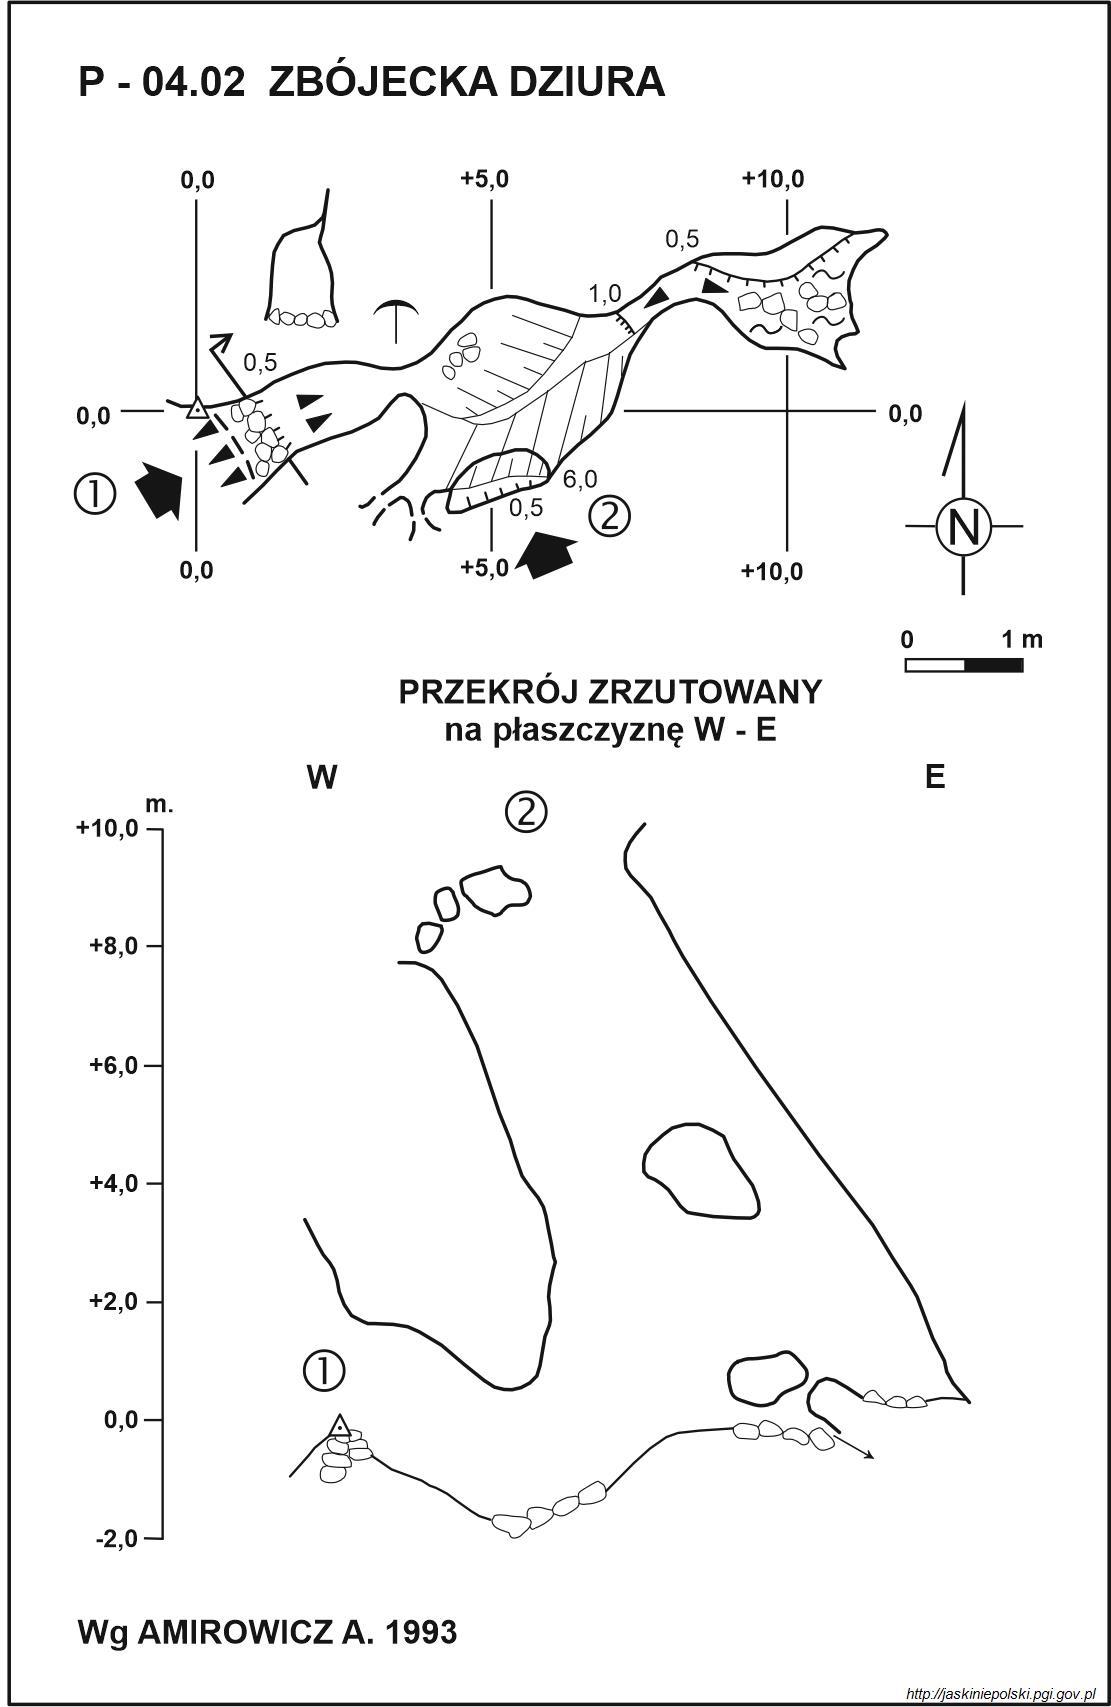 P - 04.02 ZBÓJECKA DZIURA
0,0 +5,0 +10,0
0,5
1,0
0,5
0,0 0,0
1
6,0
0,5
2
N
0,0 +5,0 +10,0
0 1 m
PRZEKRÓJ ZRZUTOWANY
na płaszczyznę W - E
W E
m.
2
+10,0
+8,0
+6,0
+4,0
+2,0
1
0,0
-2,0
Wg AMIROWICZ A. 1993
http://jaskiniepolski.pgi.gov.pl